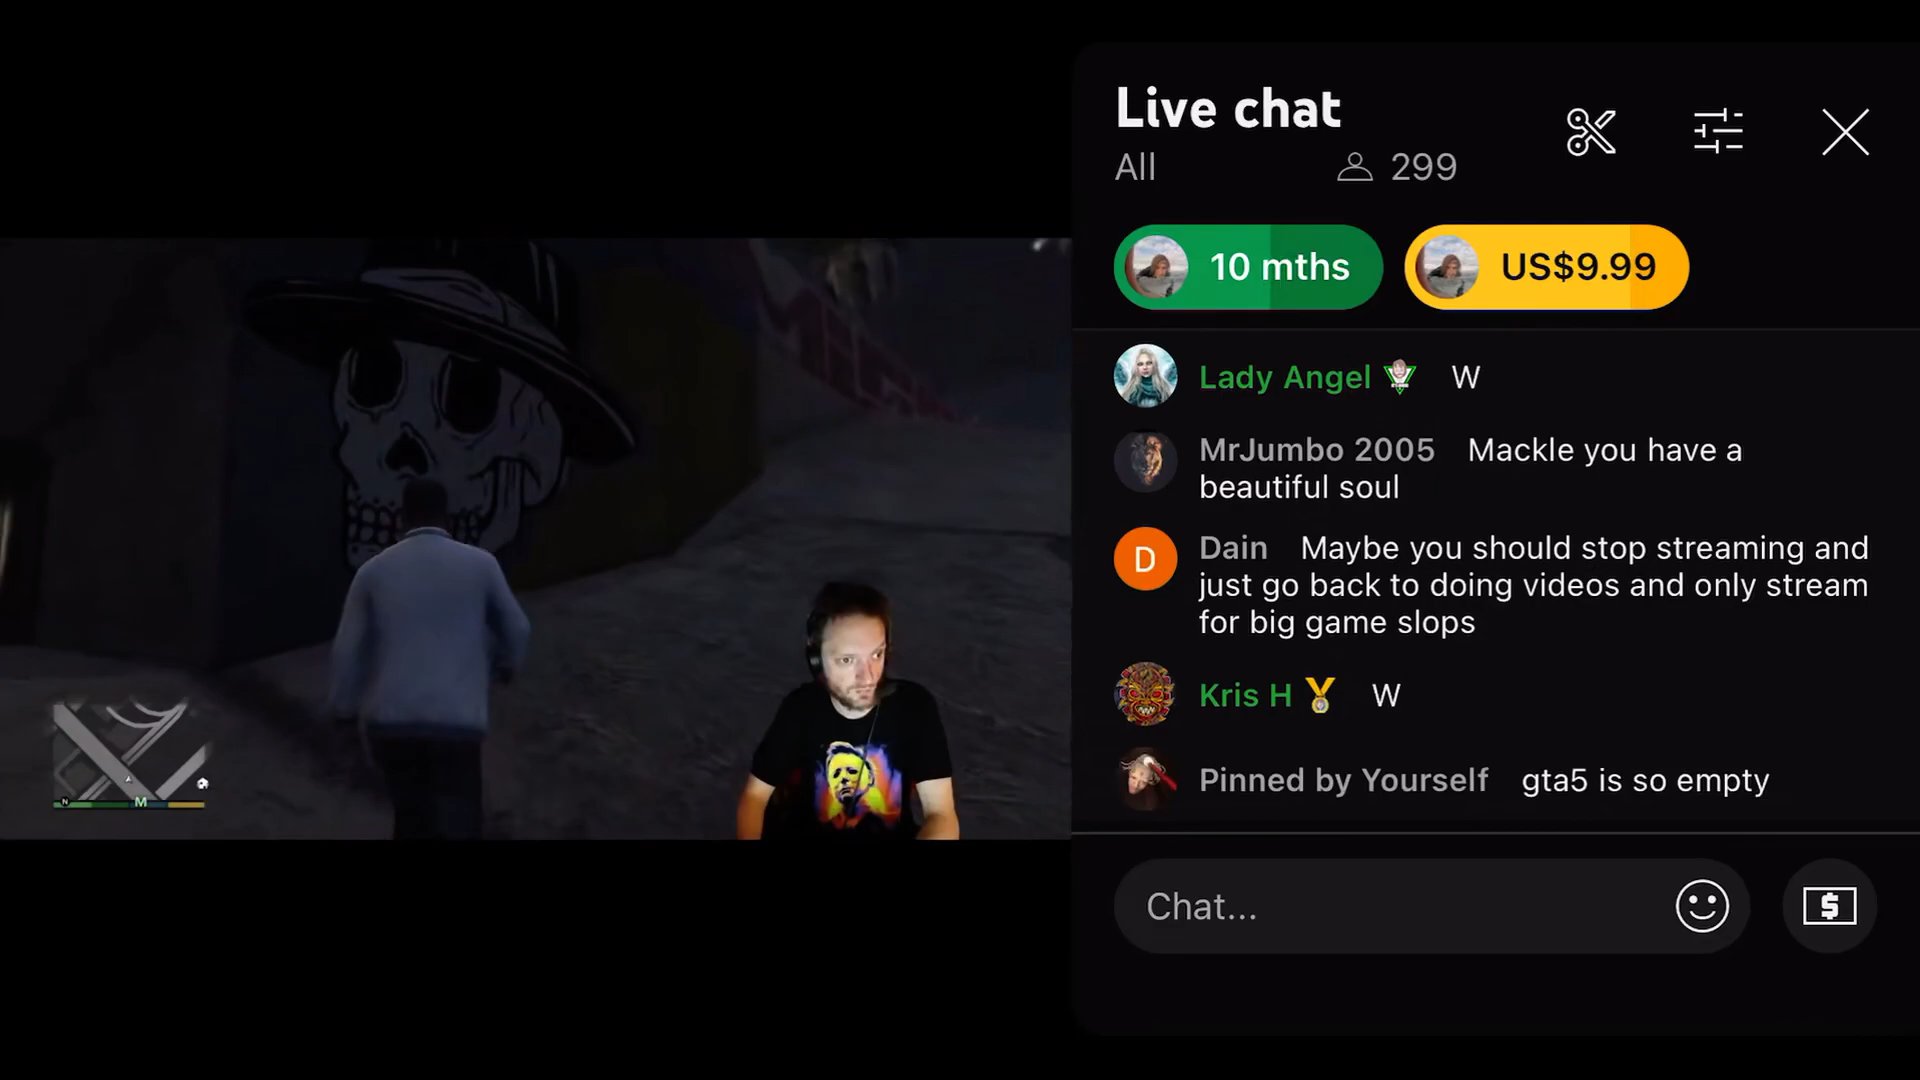 Live chat
All 299
10 mths US$9.99
Lady Angel W
MrJumbo 2005 Mackle you have a
beautiful soul
D Dain Maybe you should stop streaming and
just go back to doing videos and only stream
for big game slops
Kris H W
Pinned by Yourself gta5 is so empty
Chat...
N M